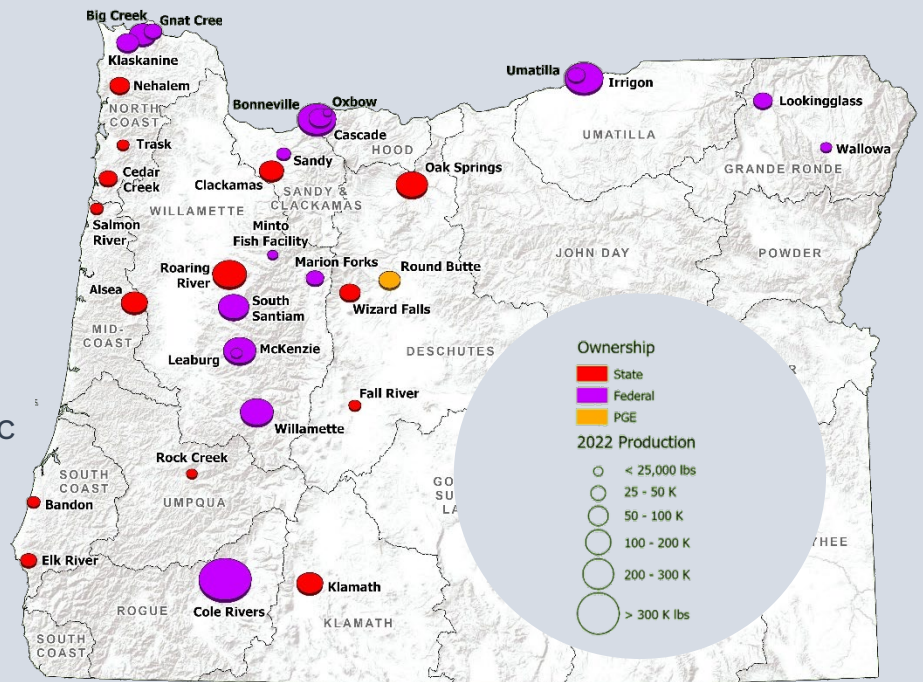 Big Creek
Gnat Cree
Klaskanine
Nehalem
NORTH
COAST
Trask
Cedar
Creek
Salmon
River
Alsea
MID-
COAST
Bonneville
Oxbow
Cascade
HOOD
Sandy
Clackamas
SANDY &
CLACKAMAS
WILLAMETTE
Oak Springs
Minto
Fish Facility
Marion Forks
Round Butte
Roaring
River
Wizard Falls
South
Santiam
McKenzie
Leaburg
DESCHUTES
Fall River
Willamette
Umatilla
Irrigon
UMATILLA
Lookingglass
Wallowa
GRANDE RONDE
JOHN DAY
POWDER
R
C
SOUTH
COAST
Bandon
Rock Creek
UMPQUA
Elk River
Cole Rivers
ROGUE
SOUTH
COAST
Klamath
KLAMATH
GO
SU
LA
HEE
Ownership
State
Federal
PGE
2022 Production
< 25,000 lbs
25 - 50 K
50 - 100 K
100 - 200 K
200 - 300 K
> 300 K lbs